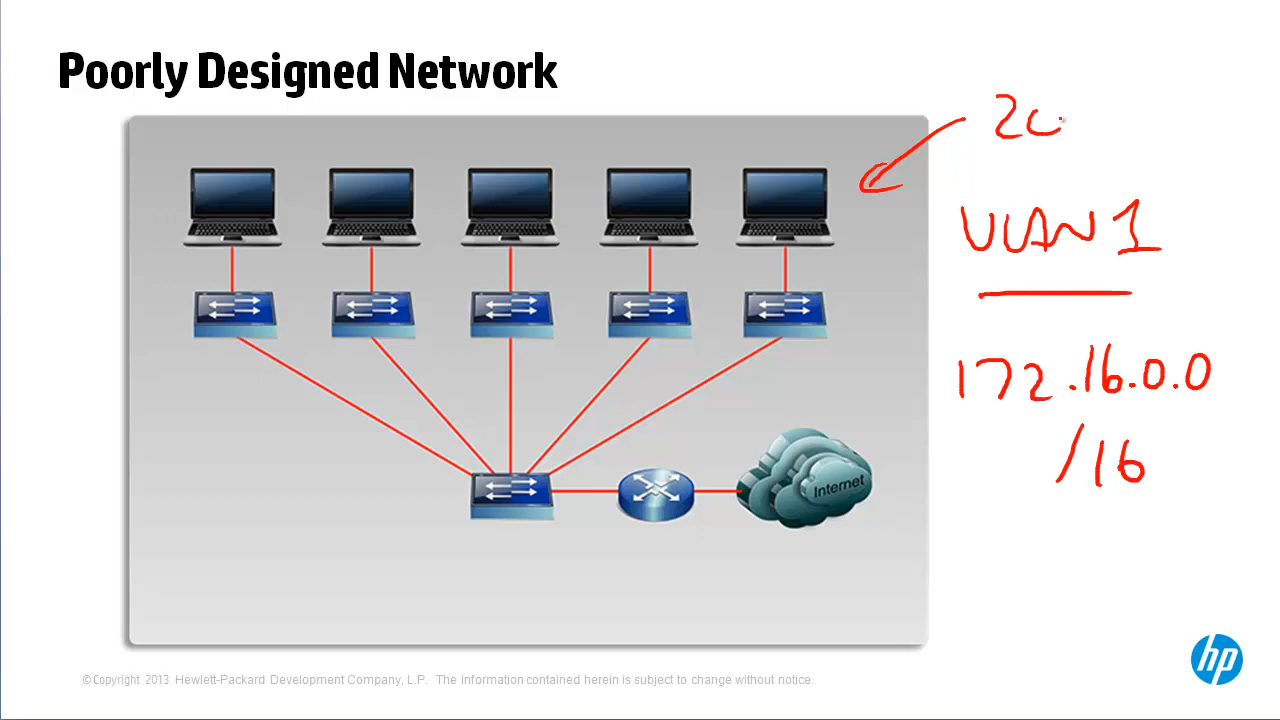 Poorly Designed Network
VLAN 1
172.16.0.0
/16
Internet
hp
©Copyright 2013 Hewlett-Packard Development Company, L.P. The information contained herein is subject to change without notice.